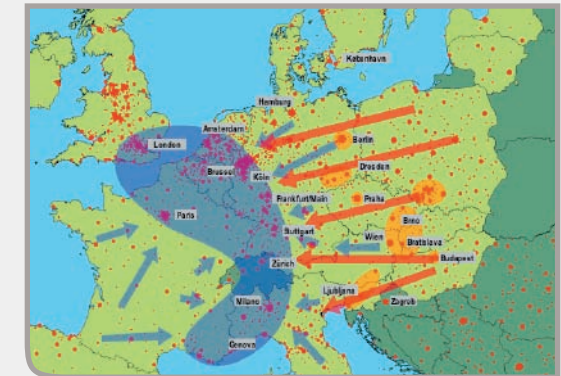 København
Hamburg
Amsterdam
London
Berlin
Brussel
Köln
Dresden
Frankfurt/Main
Praha
Paris
Brno
Stuttgart
Wien
Bratislava
Zürich
Budapest
Ljubljana
Milano
Zagreb
Genova